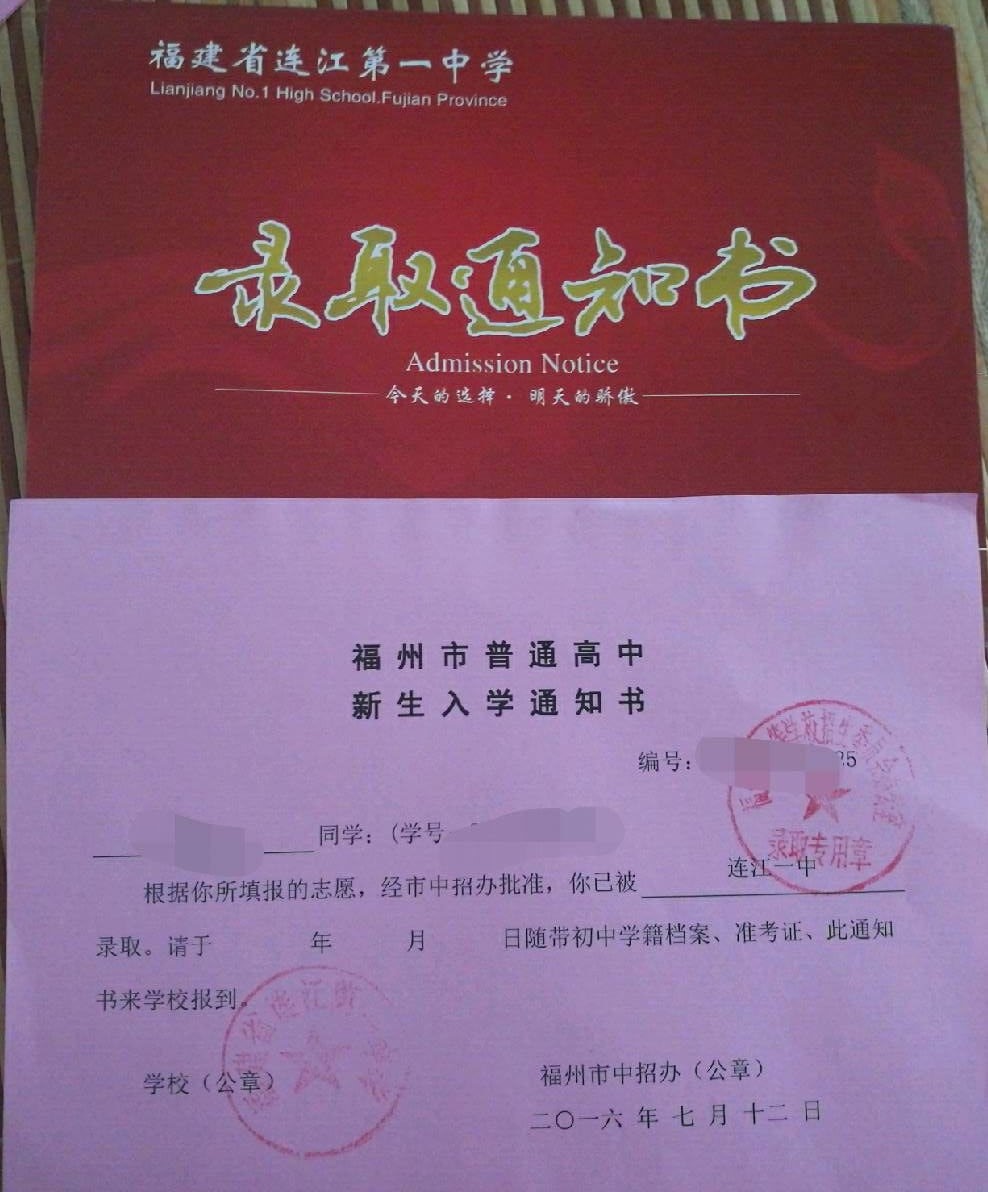 福建省连江第一中学
Lianjiang No.1 High School.Fujian Province
录取通知书
Admission Notice
今天的选择·明天的骄傲
福州市普通高中
新生入学通知书
编号: 25
同学:(学号
根据你所填报的志愿,经市中招办批准,你已被 连江一中
录取。请于 年 月 日随带初中学籍档案、准考证、此通知
书来学校报到。
学校(公章)
福州市中招办(公章)
二〇一六 年 七 月 十二 日
录取专用章